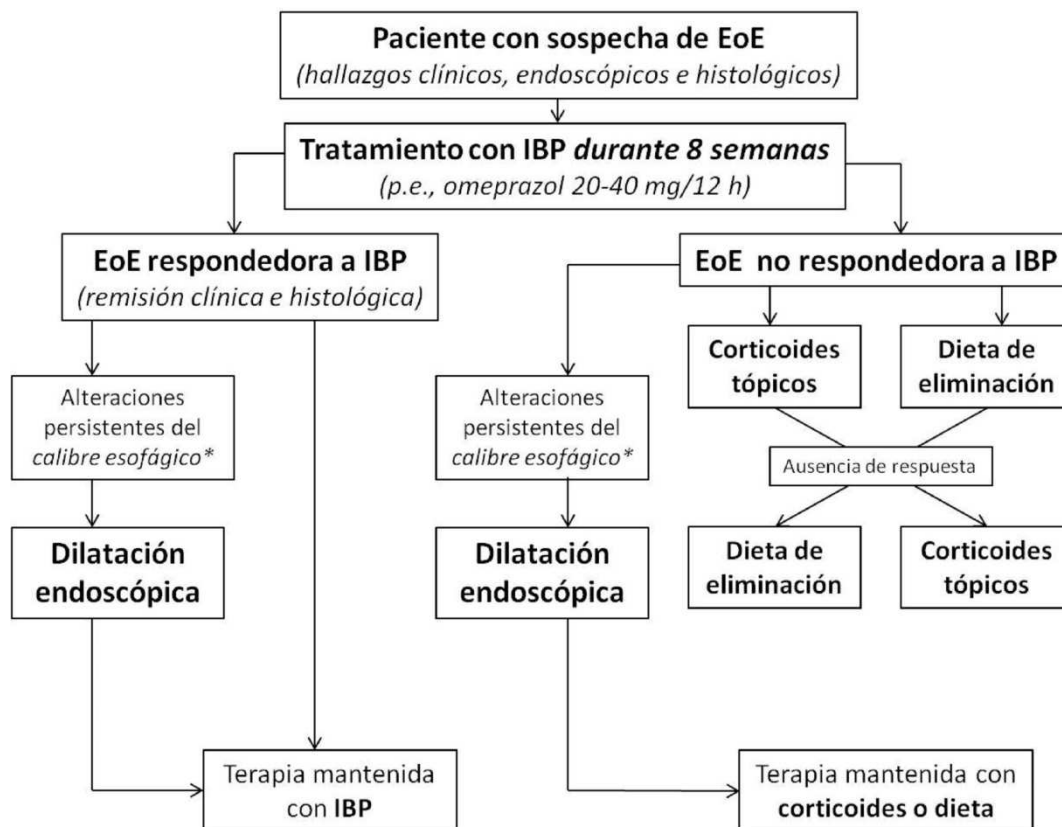 Paciente con sospecha de EoE
(hallazgos clínicos, endoscópicos e histológicos)
Tratamiento con IBP durante 8 semanas
(p.e., omeprazol 20-40 mg/12 h)
EoE respondedora a IBP
(remisión clínica e histológica)
EoE no respondedora a IBP
Alteraciones
persistentes del
calibre esofágico*
Dilatación
endoscópica
Alteraciones
persistentes del
calibre esofágico*
Dilatación
endoscópica
Corticoides
tópicos
Dieta de
eliminación
Ausencia de respuesta
Dieta de
eliminación
Corticoides
tópicos
Terapia mantenida
con IBP
Terapia mantenida con
corticoides o dieta